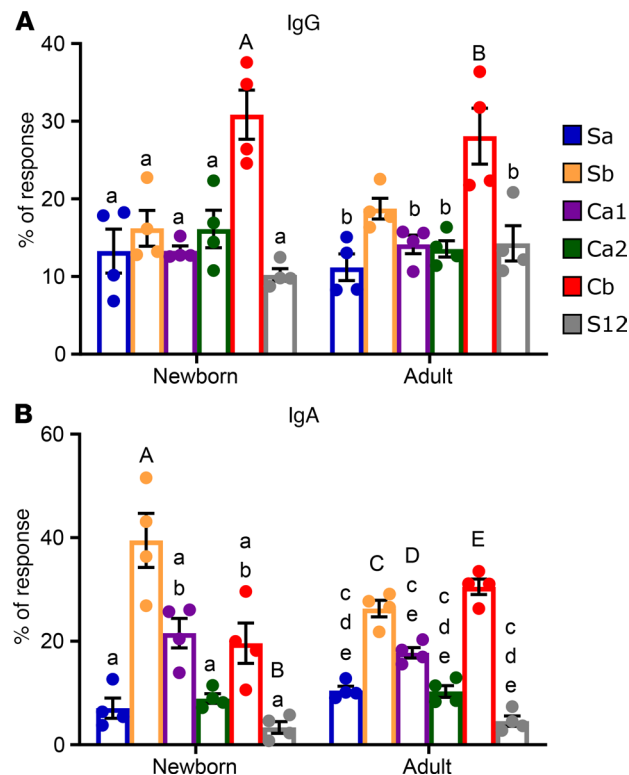 A
IgG
% of response
40
30
20
10
0
a
a
a
a
A
a
b
b
b
B
b
Newborn
Adult
Sa
Sb
Ca1
Ca2
Cb
S12
B
IgA
% of response
60
40
20
0
a
A
a
b
a
a
b
B
a
c
d
e
C
D
c
e
c
d
e
E
c
d
e
Newborn
Adult